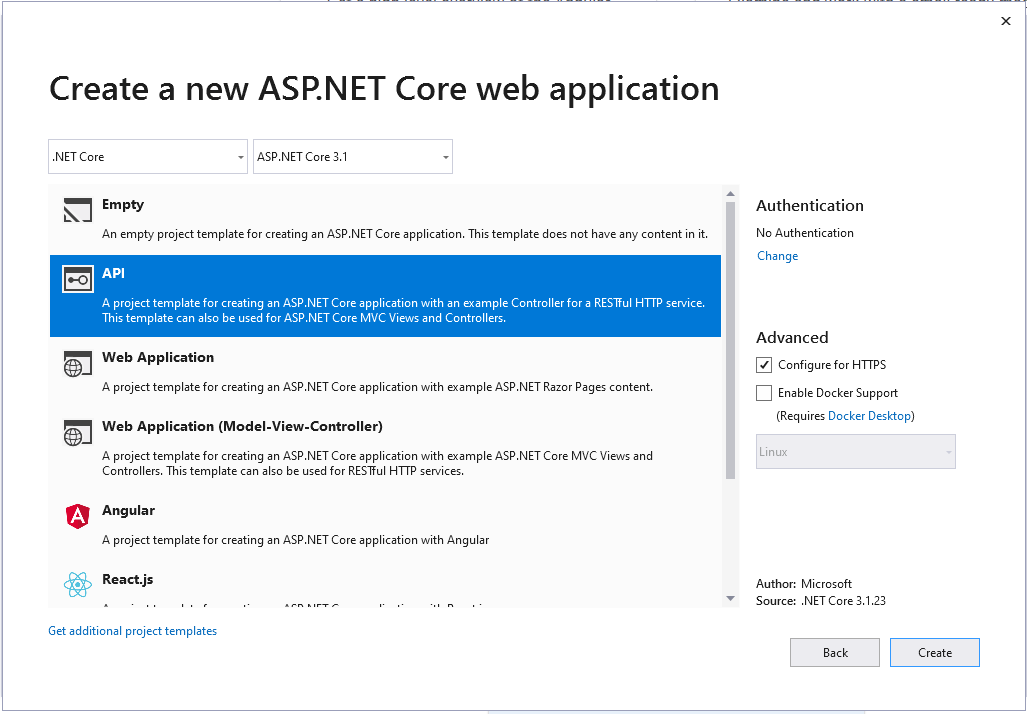 Create a new ASP.NET Core web application
.NET Core
ASP.NET Core 3.1
Empty
An empty project template for creating an ASP.NET Core application. This template does not have any content in it.
API
A project template for creating an ASP.NET Core application with an example Controller for a RESTful HTTP service.
This template can also be used for ASP.NET Core MVC Views and Controllers.
Web Application
A project template for creating an ASP.NET Core application with example ASP.NET Razor Pages content.
Web Application (Model-View-Controller)
A project template for creating an ASP.NET Core application with example ASP.NET Core MVC Views and
Controllers. This template can also be used for RESTful HTTP services.
Angular
A project template for creating an ASP.NET Core application with Angular
React.js
Get additional project templates
Authentication
No Authentication
Change
Advanced
Configure for HTTPS
Enable Docker Support
(Requires Docker Desktop)
Linux
Author: Microsoft
Source: .NET Core 3.1.23
Back
Create